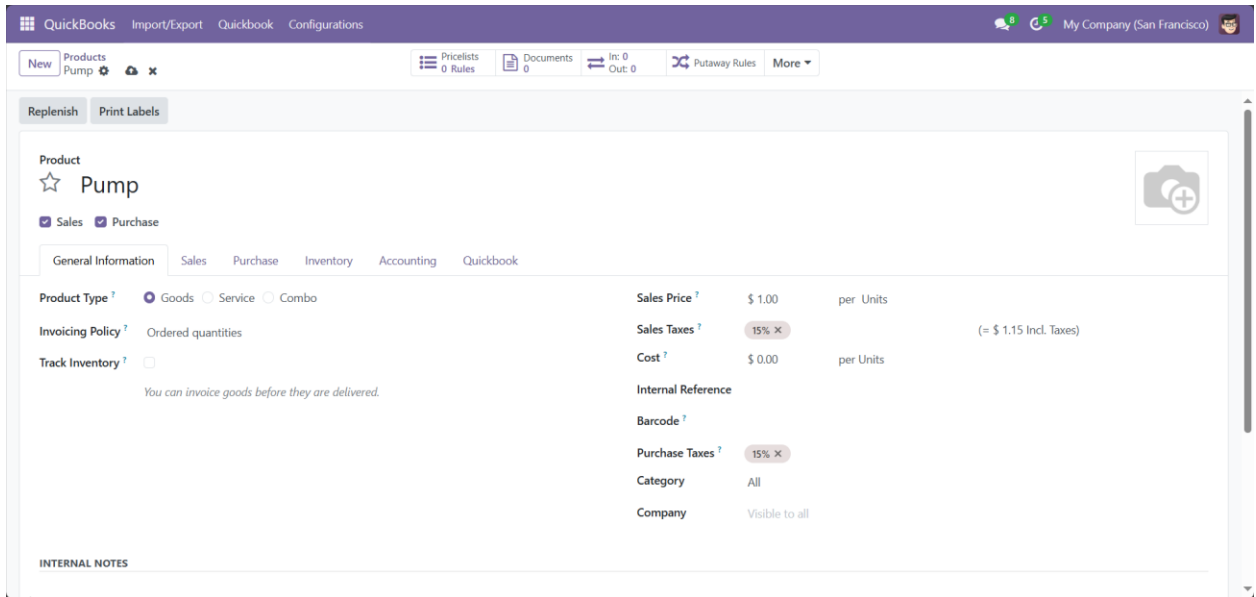 QuickBooks Import/Export Quickbook Configurations 8 5 My Company (San Francisco)
New Products Pump
Pricelists 0 Rules
Documents 0
In: 0 Out: 0
Putaway Rules
More
Replenish Print Labels
Product
Pump
Sales Purchase
General Information Sales Purchase Inventory Accounting Quickbook
Product Type ? Goods Service Combo
Invoicing Policy ? Ordered quantities
Track Inventory ?
You can invoice goods before they are delivered.
Sales Price ? $ 1.00 per Units
Sales Taxes ? 15% × (= $ 1.15 Incl. Taxes)
Cost ? $ 0.00 per Units
Internal Reference
Barcode ?
Purchase Taxes ? 15% ×
Category All
Company Visible to all
INTERNAL NOTES